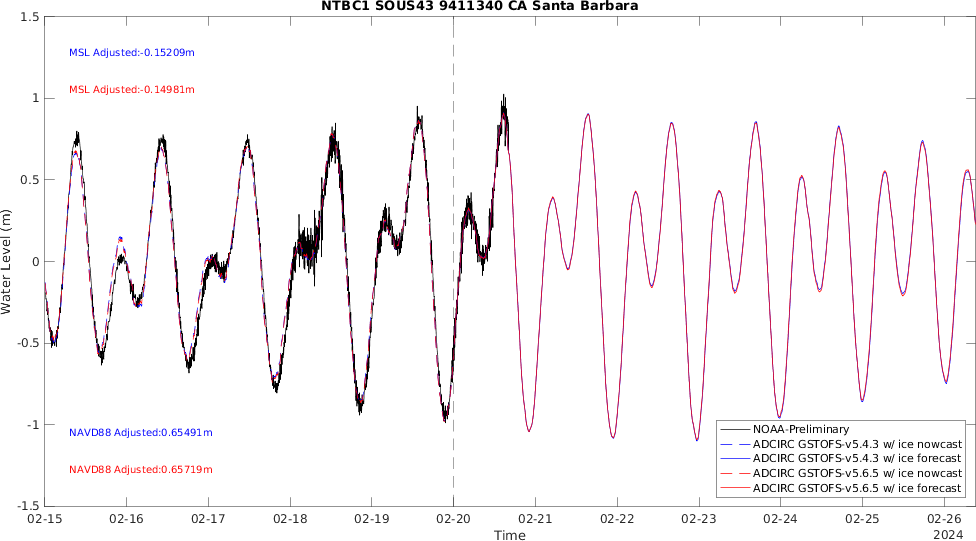 NTBC1 SOUS43 9411340 CA Santa Barbara
1.5
1
0.5
0
-0.5
-1
-1.5
Water Level (m)
MSL Adjusted:-0.15209m
MSL Adjusted:-0.14981m
NAVD88 Adjusted:0.65491m
NAVD88 Adjusted:0.65719m
NOAA-Preliminary
ADCIRC GSTOFS-v5.4.3 w/ ice nowcast
ADCIRC GSTOFS-v5.4.3 w/ ice forecast
ADCIRC GSTOFS-v5.6.5 w/ ice nowcast
ADCIRC GSTOFS-v5.6.5 w/ ice forecast
02-15 02-16 02-17 02-18 02-19 02-20 02-21 02-22 02-23 02-24 02-25 02-26
Time
2024